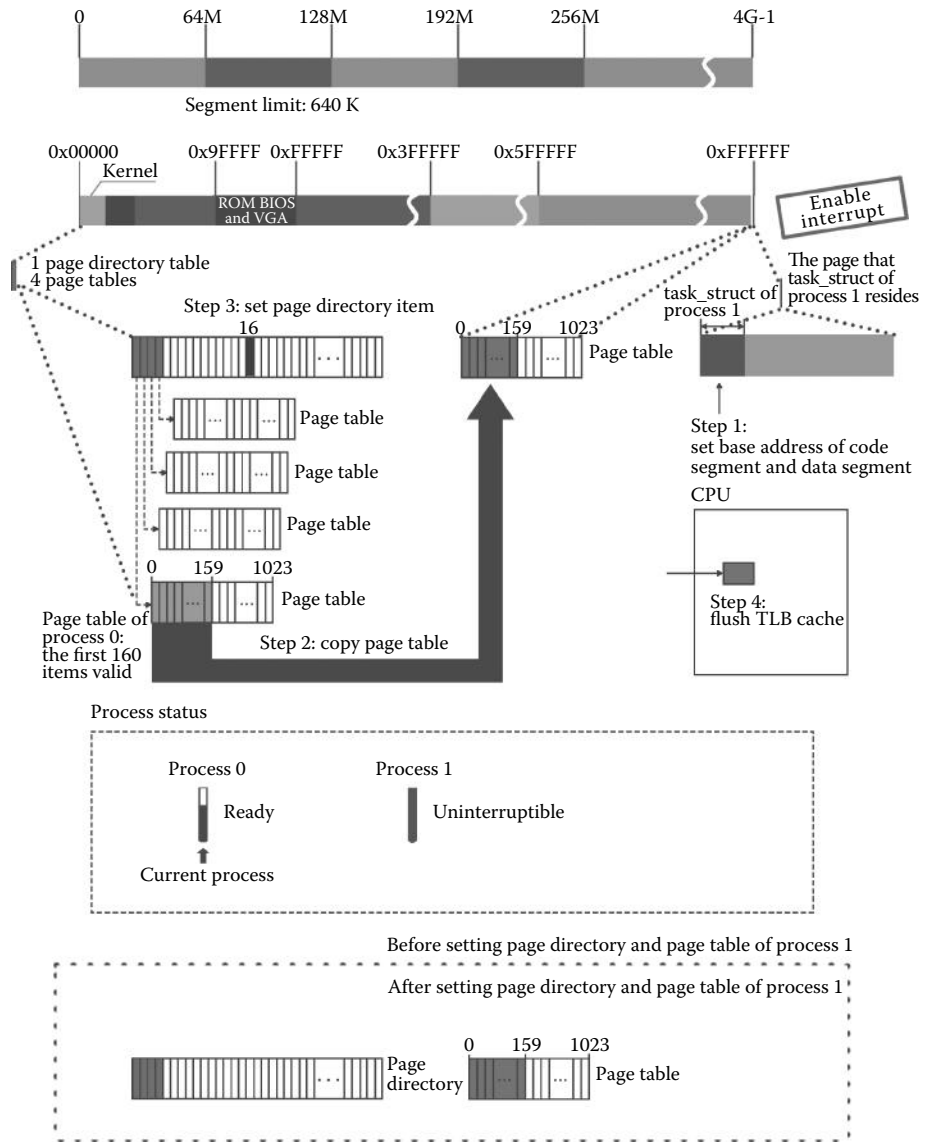 0 64M 128M 192M 256M 4G-1
Segment limit: 640 K
0x00000 0x9FFFF 0xFFFFF 0x3FFFFF 0x5FFFFF 0xFFFFFF
Kernel
ROM BIOS
and VGA
Enable
interrupt
1 page directory table
4 page tables
The page that
task_struct of
process 1 resides
task_struct of
process 1
Step 3: set page directory item
16
...
0 159 1023
...
Page table
... ...
Page table
... ...
Page table
... ...
Page table
0 159 1023
... ...
Page table
Page table of
process 0:
the first 160
items valid
Step 2: copy page table
Step 1:
set base address of code
segment and data segment
CPU
Step 4:
flush TLB cache
Process status
Process 0 Process 1
Ready Uninterruptible
Current process
Before setting page directory and page table of process 1
After setting page directory and page table of process 1
0 159 1023
...
Page
directory
... ...
Page table